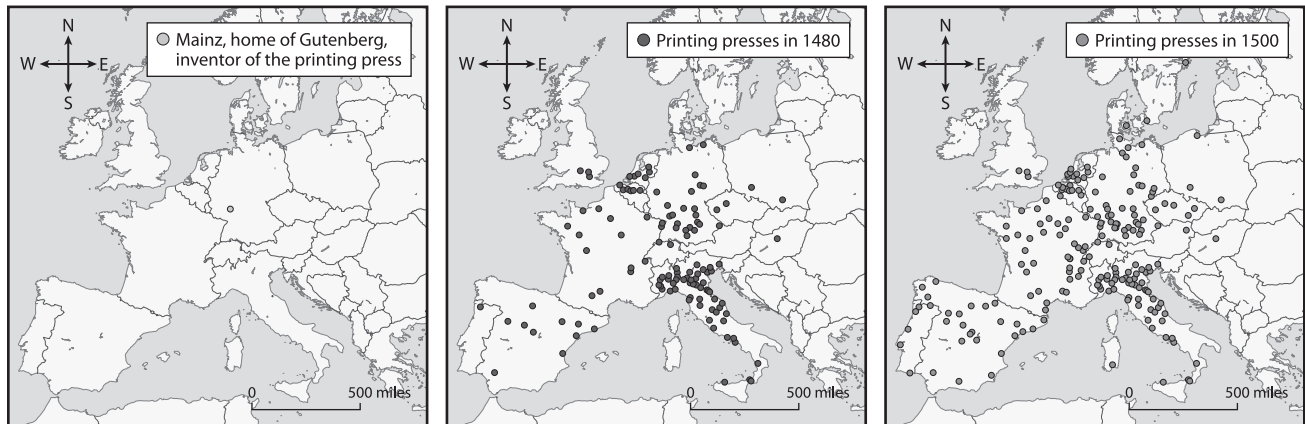 N
W E
S
Mainz, home of Gutenberg,
inventor of the printing press
0 500 miles
N
W E
S
Printing presses in 1480
0 500 miles
N
W E
S
Printing presses in 1500
0 500 miles